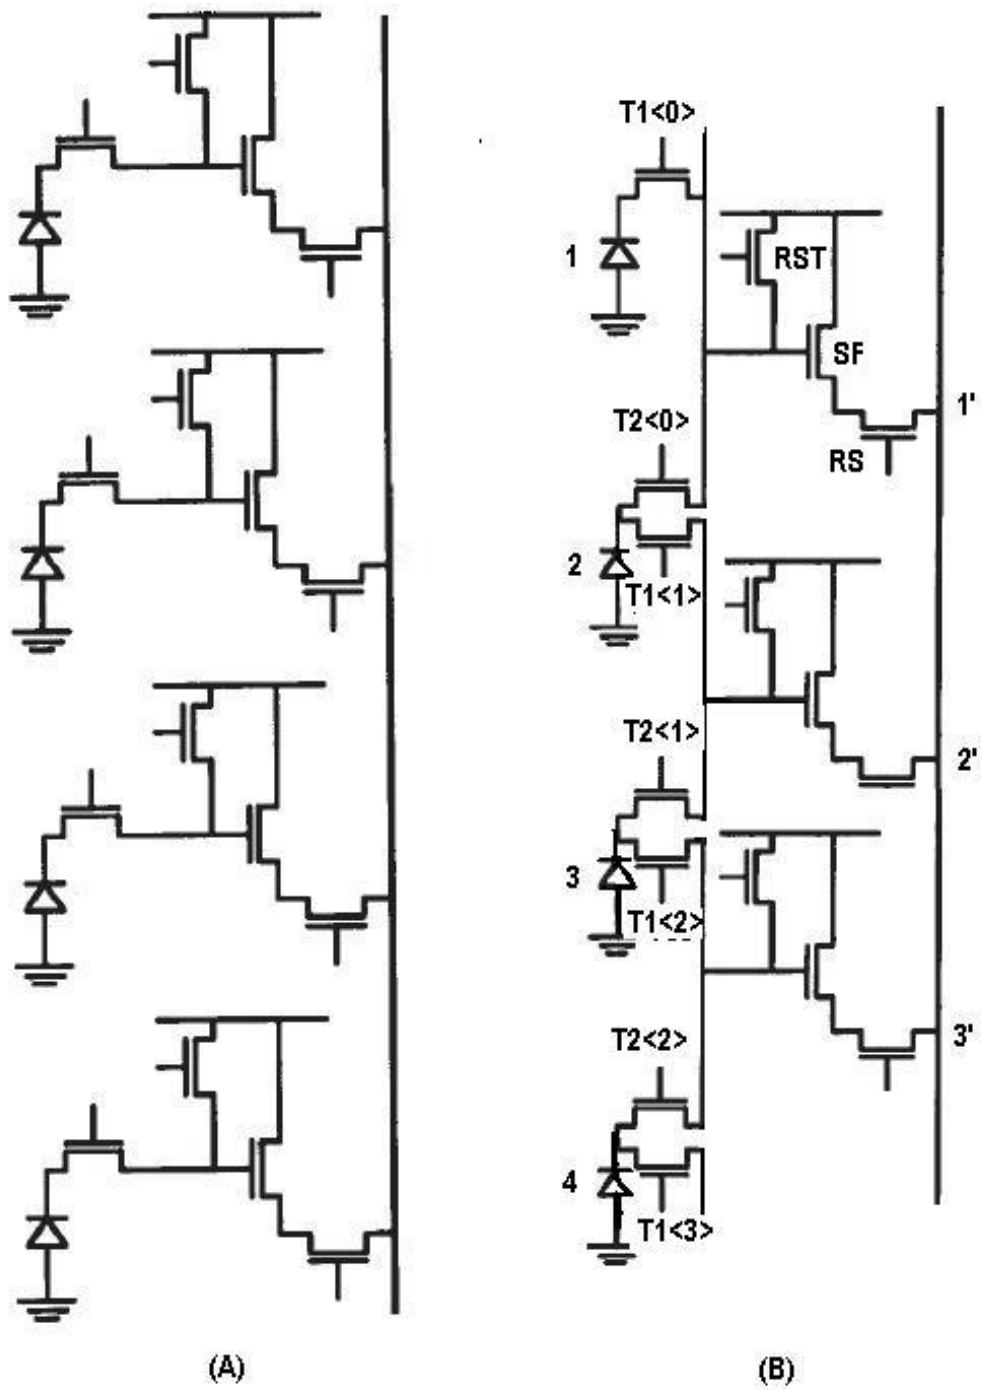 T1<0>
1
RST
SF
1'
T2<0>
RS
2
T1<1>
T2<1>
2'
3
T1<2>
T2<2>
3'
4
T1<3>
(A)
(B)